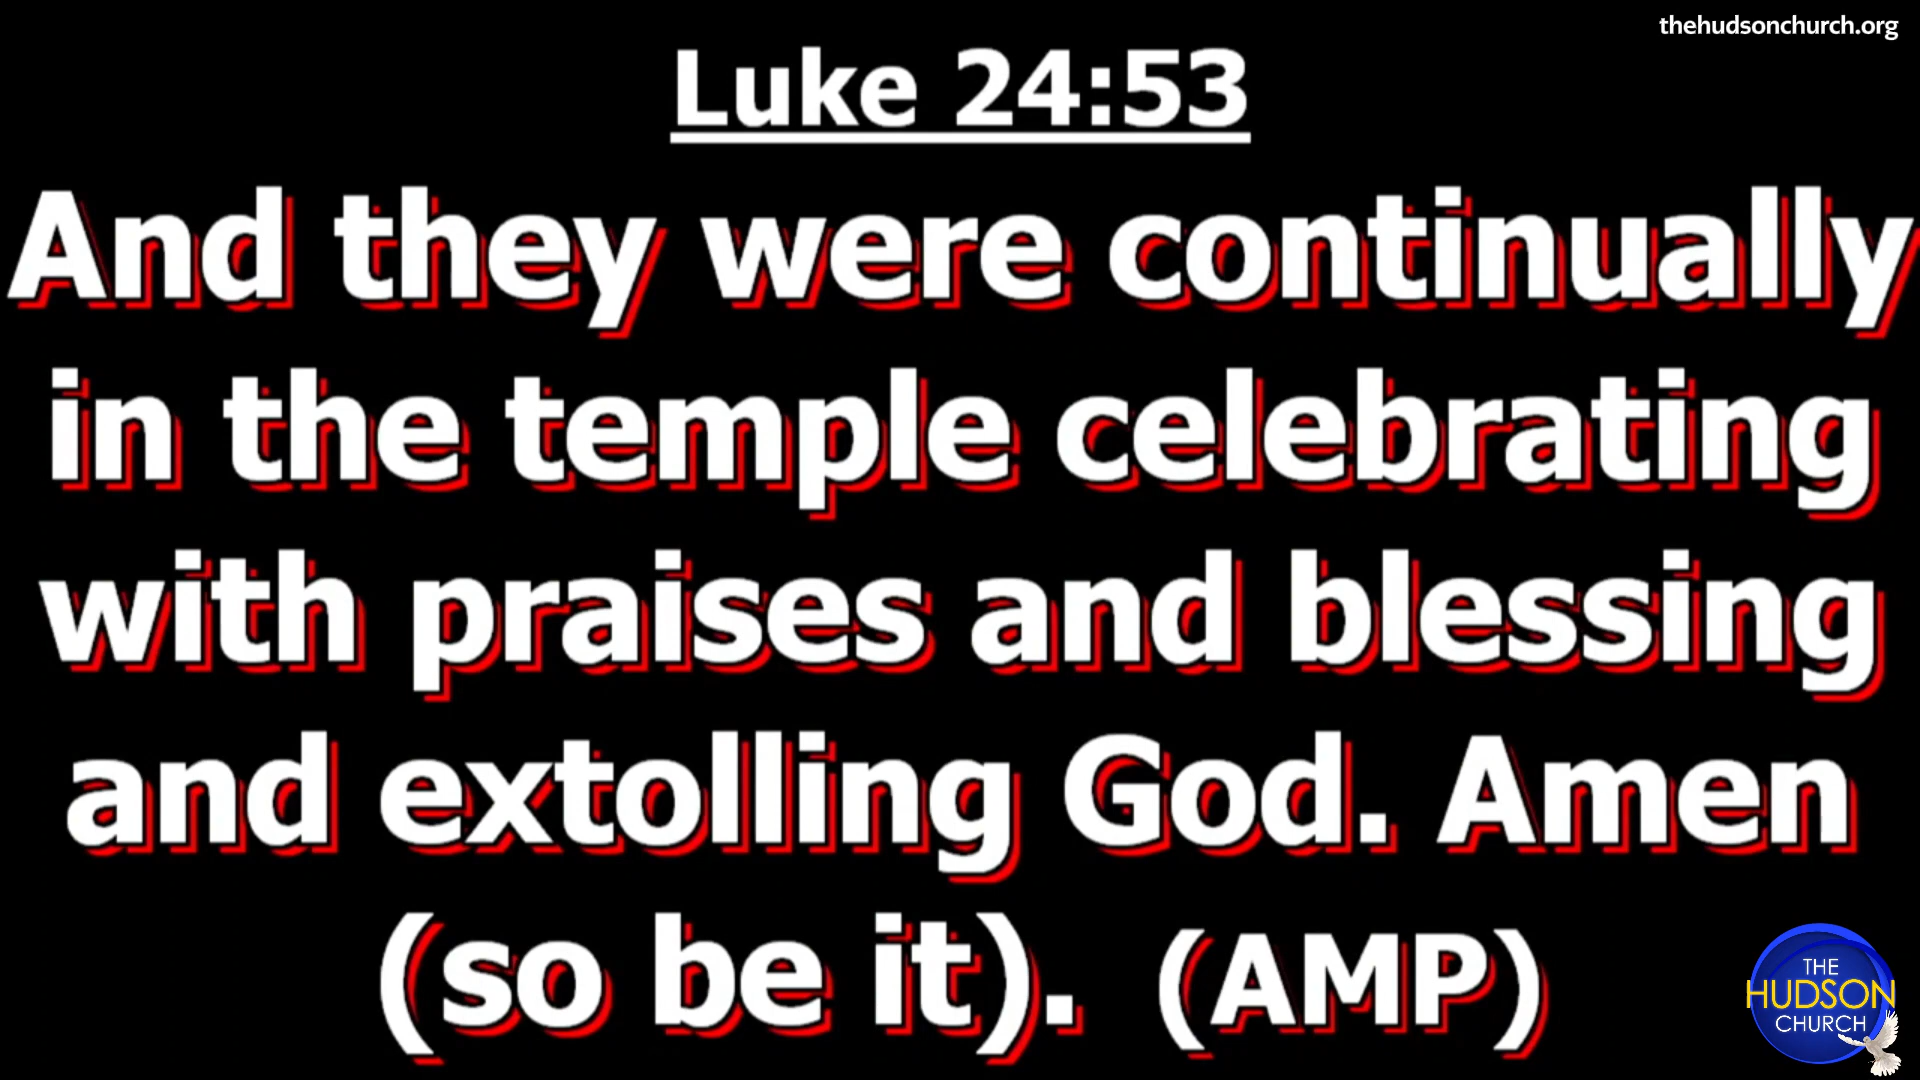 thehudsonchurch.org
Luke 24:53
And they were continually
in the temple celebrating
with praises and blessing
and extolling God. Amen
(so be it). (AMP)
THE
HUDSON
CHURCH